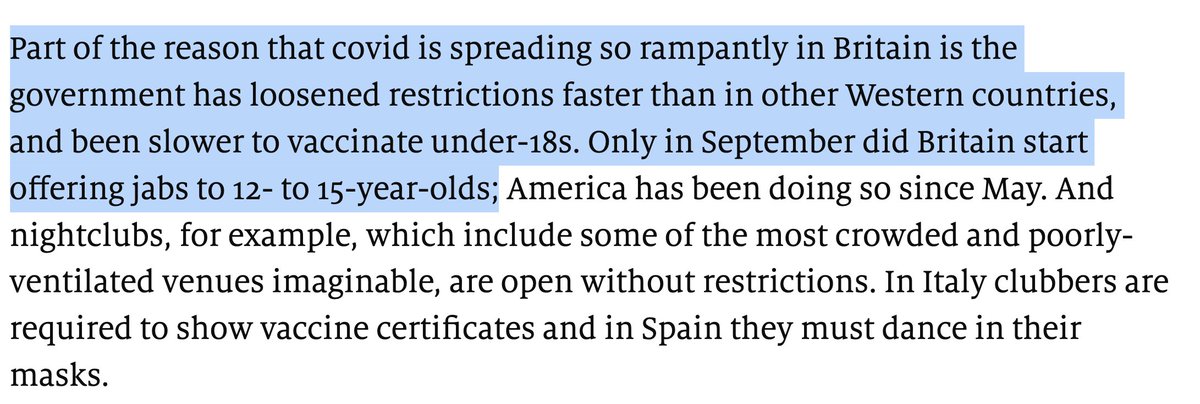 Part of the reason that covid is spreading so rampantly in Britain is the
government has loosened restrictions faster than in other Western countries,
and been slower to vaccinate under-18s. Only in September did Britain start
offering jabs to 12- to 15-year-olds; America has been doing so since May. And
nightclubs, for example, which include some of the most crowded and poorly-
ventilated venues imaginable, are open without restrictions. In Italy clubbers are
required to show vaccine certificates and in Spain they must dance in their
masks.